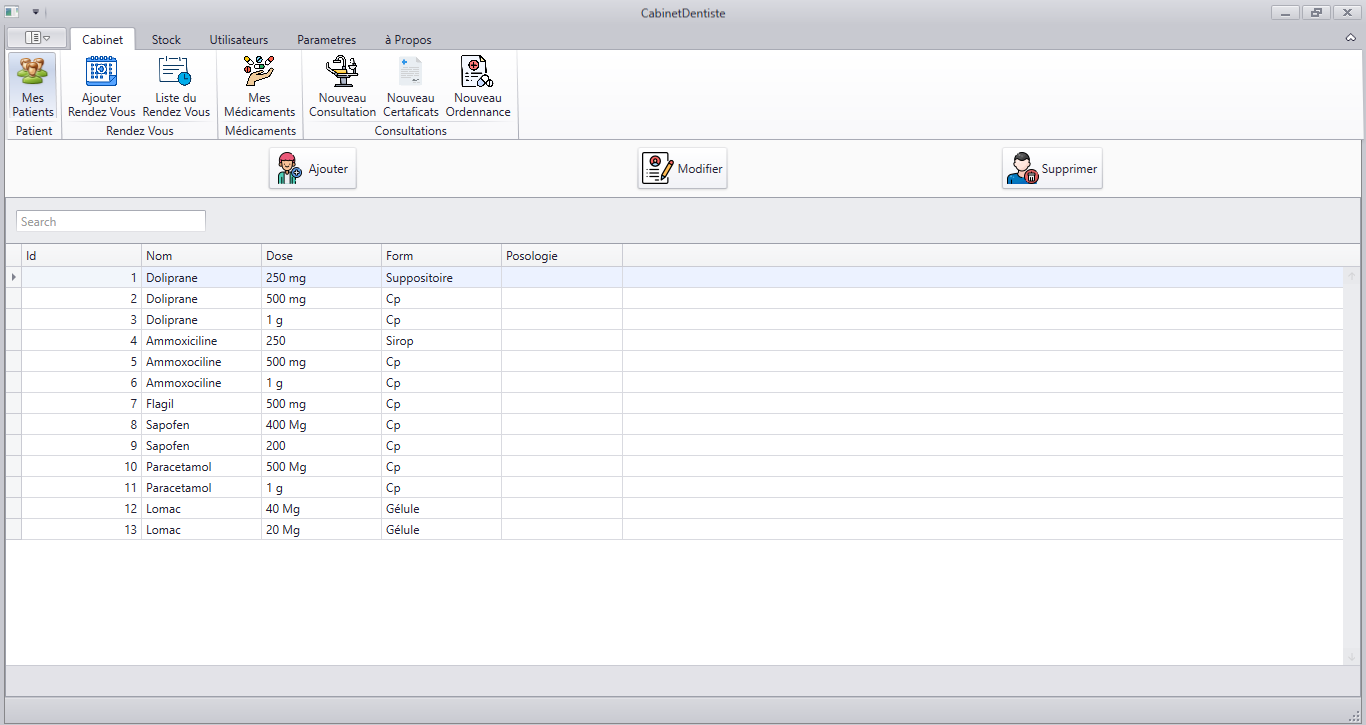 CabinetDentiste
Cabinet Stock Utilisateurs Parametres à Propos
Mes Patients
Ajouter Rendez Vous
Liste du Rendez Vous
Mes Médicaments
Nouveau Consultation
Nouveau Certaficats
Nouveau Ordennance
Patient Rendez Vous Médicaments Consultations
Ajouter Modifier Supprimer
Search
Id Nom Dose Form Posologie
1 Doliprane 250 mg Suppositoire
2 Doliprane 500 mg Cp
3 Doliprane 1 g Cp
4 Ammoxiciline 250 Sirop
5 Ammoxociline 500 mg Cp
6 Ammoxociline 1 g Cp
7 Flagil 500 mg Cp
8 Sapofen 400 Mg Cp
9 Sapofen 200 Cp
10 Paracetamol 500 Mg Cp
11 Paracetamol 1 g Cp
12 Lomac 40 Mg Gélule
13 Lomac 20 Mg Gélule